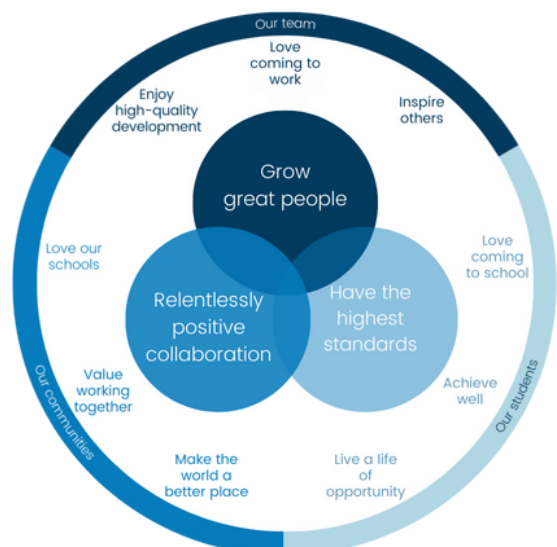 Our team
Love
coming to
work
Enjoy
high-quality
development
Inspire
others
Grow
great people
Love our
schools
Love
coming
to school
Relentlessly
positive
collaboration
Have the
highest
standards
Value
working
together
Achieve
well
Our communities
Our students
Make the
world a
better place
Live a life
of
opportunity